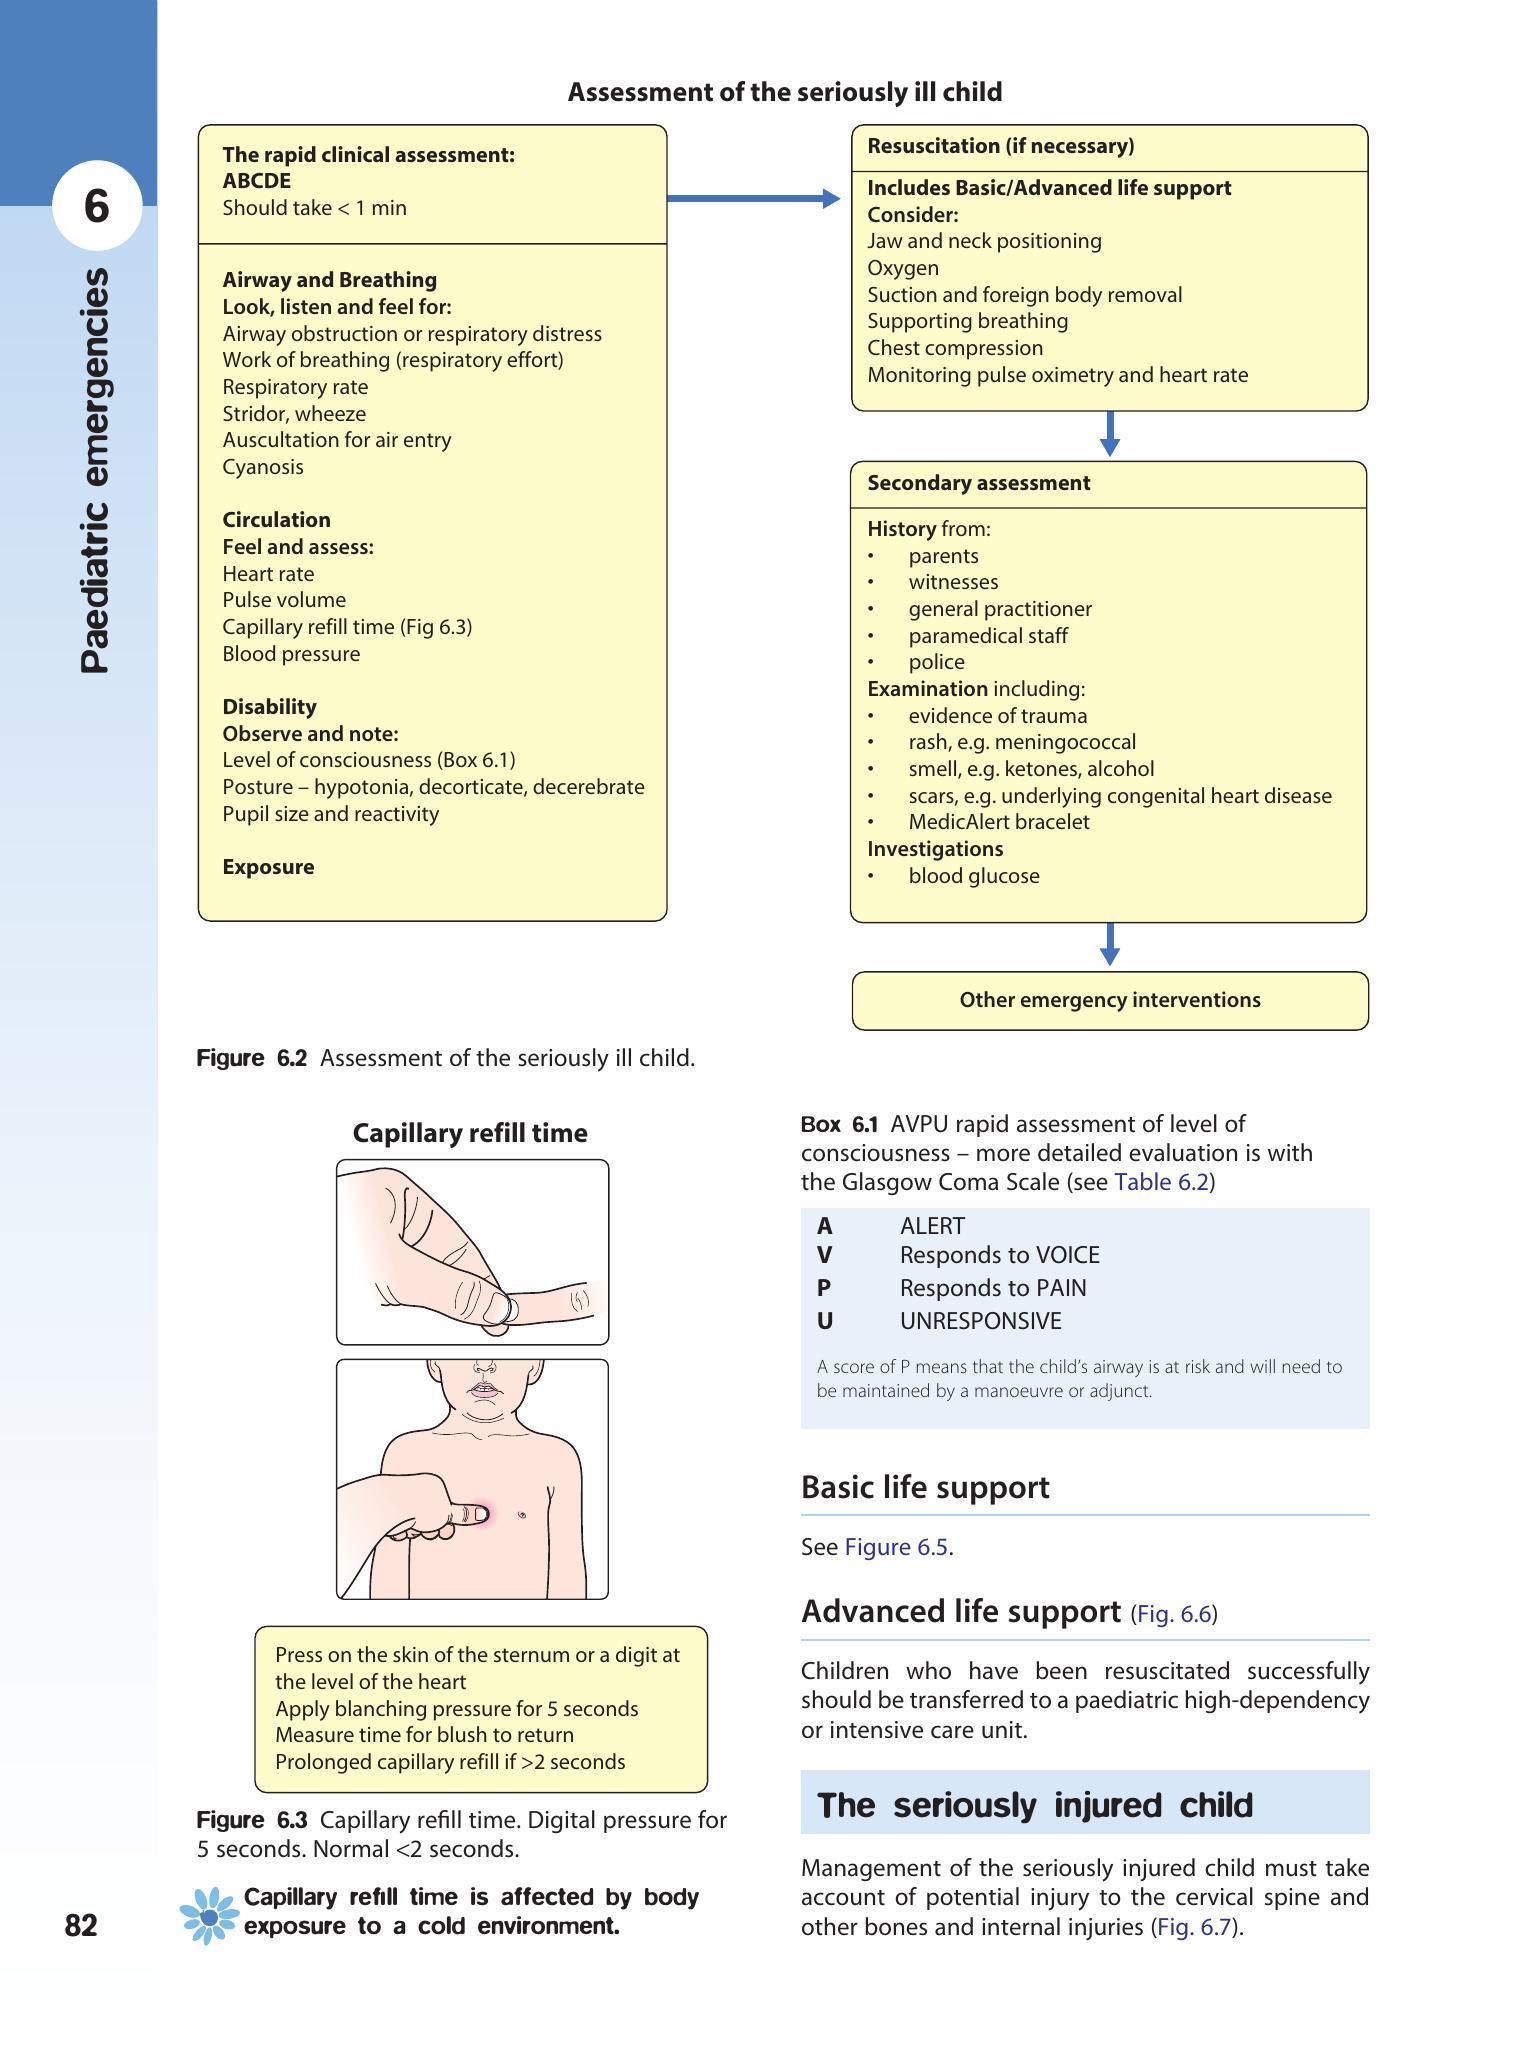 6
Paediatric emergencies
Assessment of the seriously ill child
The rapid clinical assessment:
ABCDE
Should take < 1 min
Airway and Breathing
Look, listen and feel for:
Airway obstruction or respiratory distress
Work of breathing (respiratory effort)
Respiratory rate
Stridor, wheeze
Auscultation for air entry
Cyanosis
Circulation
Feel and assess:
Heart rate
Pulse volume
Capillary refill time (Fig 6.3)
Blood pressure
Disability
Observe and note:
Level of consciousness (Box 6.1)
Posture – hypotonia, decorticate, decerebrate
Pupil size and reactivity
Exposure
Resuscitation (if necessary)
Includes Basic/Advanced life support
Consider:
Jaw and neck positioning
Oxygen
Suction and foreign body removal
Supporting breathing
Chest compression
Monitoring pulse oximetry and heart rate
Secondary assessment
History from:
• parents
• witnesses
• general practitioner
• paramedical staff
• police
Examination including:
• evidence of trauma
• rash, e.g. meningococcal
• smell, e.g. ketones, alcohol
• scars, e.g. underlying congenital heart disease
• MedicAlert bracelet
Investigations
• blood glucose
Other emergency interventions
Figure 6.2 Assessment of the seriously ill child.
Capillary refill time
Press on the skin of the sternum or a digit at
the level of the heart
Apply blanching pressure for 5 seconds
Measure time for blush to return
Prolonged capillary refill if >2 seconds
Figure 6.3 Capillary refill time. Digital pressure for
5 seconds. Normal <2 seconds.
Capillary refill time is affected by body
exposure to a cold environment.
82
Box 6.1 AVPU rapid assessment of level of
consciousness – more detailed evaluation is with
the Glasgow Coma Scale (see Table 6.2)
A ALERT
V Responds to VOICE
P Responds to PAIN
U UNRESPONSIVE
A score of P means that the child’s airway is at risk and will need to
be maintained by a manoeuvre or adjunct.
Basic life support
See Figure 6.5.
Advanced life support (Fig. 6.6)
Children who have been resuscitated successfully
should be transferred to a paediatric high-dependency
or intensive care unit.
The seriously injured child
Management of the seriously injured child must take
account of potential injury to the cervical spine and
other bones and internal injuries (Fig. 6.7).